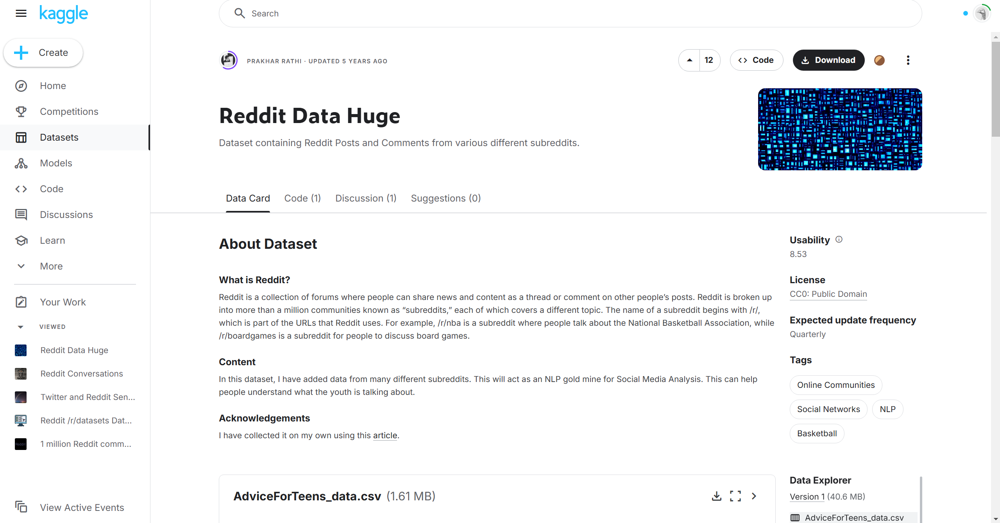 kaggle
Search
Create
Home
Competitions
Datasets
Models
Code
Discussions
Learn
More
Your Work
VIEWED
Reddit Data Huge
Reddit Conversations
Twitter and Reddit Sen...
Reddit /r/datasets Dat...
1 million Reddit comm...
View Active Events
PRAKHAR RATHI · UPDATED 5 YEARS AGO
12
Code
Download
Reddit Data Huge
Dataset containing Reddit Posts and Comments from various different subreddits.
Data Card Code (1) Discussion (1) Suggestions (0)
About Dataset
What is Reddit?
Reddit is a collection of forums where people can share news and content as a thread or comment on other people’s posts. Reddit is broken up
into more than a million communities known as “subreddits,” each of which covers a different topic. The name of a subreddit begins with /r/,
which is part of the URLs that Reddit uses. For example, /r/nba is a subreddit where people talk about the National Basketball Association, while
/r/boardgames is a subreddit for people to discuss board games.
Content
In this dataset, I have added data from many different subreddits. This will act as an NLP gold mine for Social Media Analysis. This can help
people understand what the youth is talking about.
Acknowledgements
I have collected it on my own using this article.
AdviceForTeens_data.csv (1.61 MB)
Usability
8.53
License
CC0: Public Domain
Expected update frequency
Quarterly
Tags
Online Communities
Social Networks NLP
Basketball
Data Explorer
Version 1 (40.6 MB)
AdviceForTeens_data.csv
reddit
Reddit